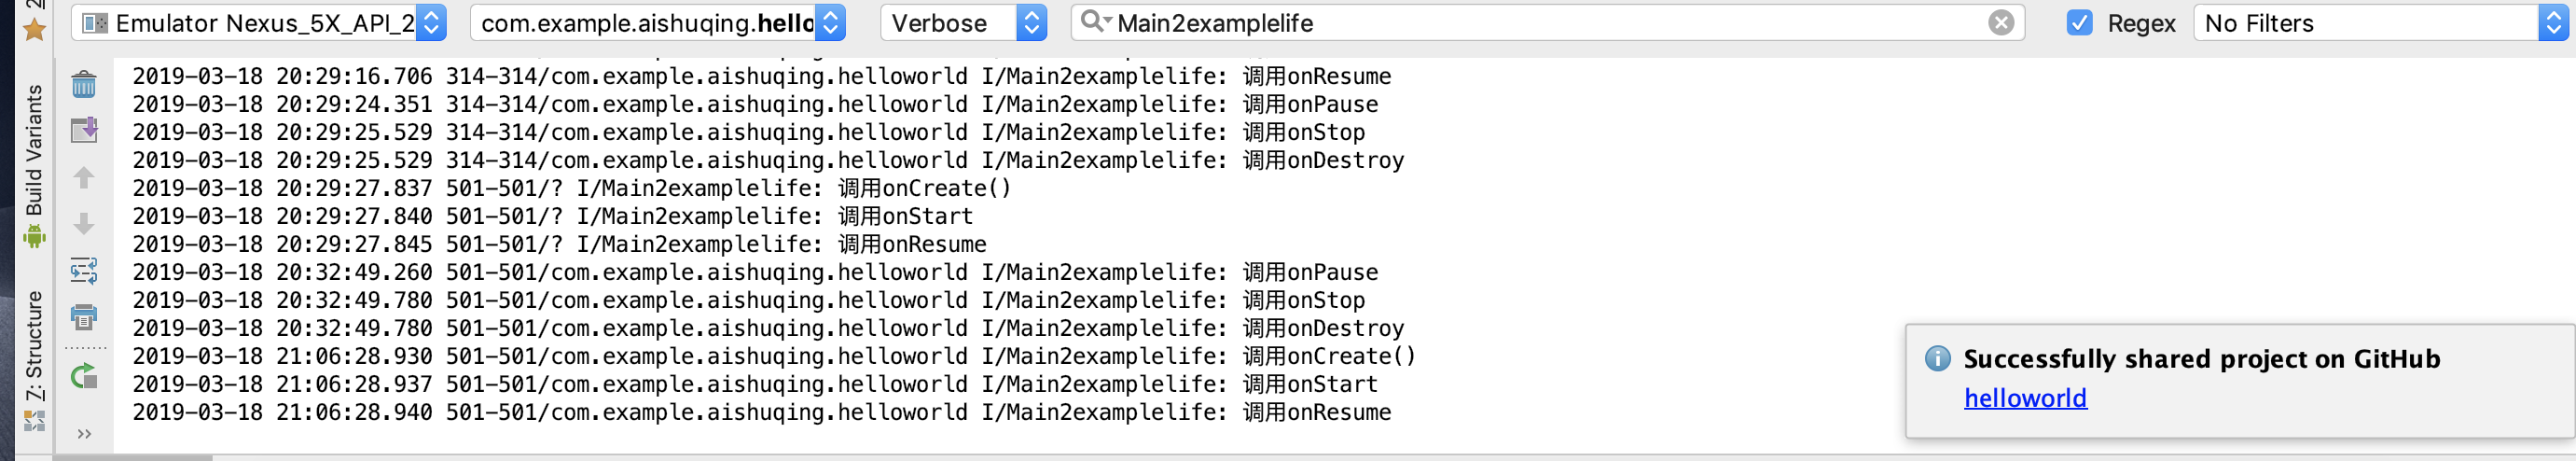 Emulator Nexus_5X_API_2
com.example.aishuqing.hello
Verbose
Main2examplelife
Regex
No Filters
2019-03-18 20:29:16.706 314-314/com.example.aishuqing.helloworld I/Main2examplelife: 调用onResume
2019-03-18 20:29:24.351 314-314/com.example.aishuqing.helloworld I/Main2examplelife: 调用onPause
2019-03-18 20:29:25.529 314-314/com.example.aishuqing.helloworld I/Main2examplelife: 调用onStop
2019-03-18 20:29:25.529 314-314/com.example.aishuqing.helloworld I/Main2examplelife: 调用onDestroy
2019-03-18 20:29:27.837 501-501/? I/Main2examplelife: 调用onCreate()
2019-03-18 20:29:27.840 501-501/? I/Main2examplelife: 调用onStart
2019-03-18 20:29:27.845 501-501/? I/Main2examplelife: 调用onResume
2019-03-18 20:32:49.260 501-501/com.example.aishuqing.helloworld I/Main2examplelife: 调用onPause
2019-03-18 20:32:49.780 501-501/com.example.aishuqing.helloworld I/Main2examplelife: 调用onStop
2019-03-18 20:32:49.780 501-501/com.example.aishuqing.helloworld I/Main2examplelife: 调用onDestroy
2019-03-18 21:06:28.930 501-501/com.example.aishuqing.helloworld I/Main2examplelife: 调用onCreate()
2019-03-18 21:06:28.937 501-501/com.example.aishuqing.helloworld I/Main2examplelife: 调用onStart
2019-03-18 21:06:28.940 501-501/com.example.aishuqing.helloworld I/Main2examplelife: 调用onResume
Build Variants
7: Structure
Successfully shared project on GitHub
helloworld